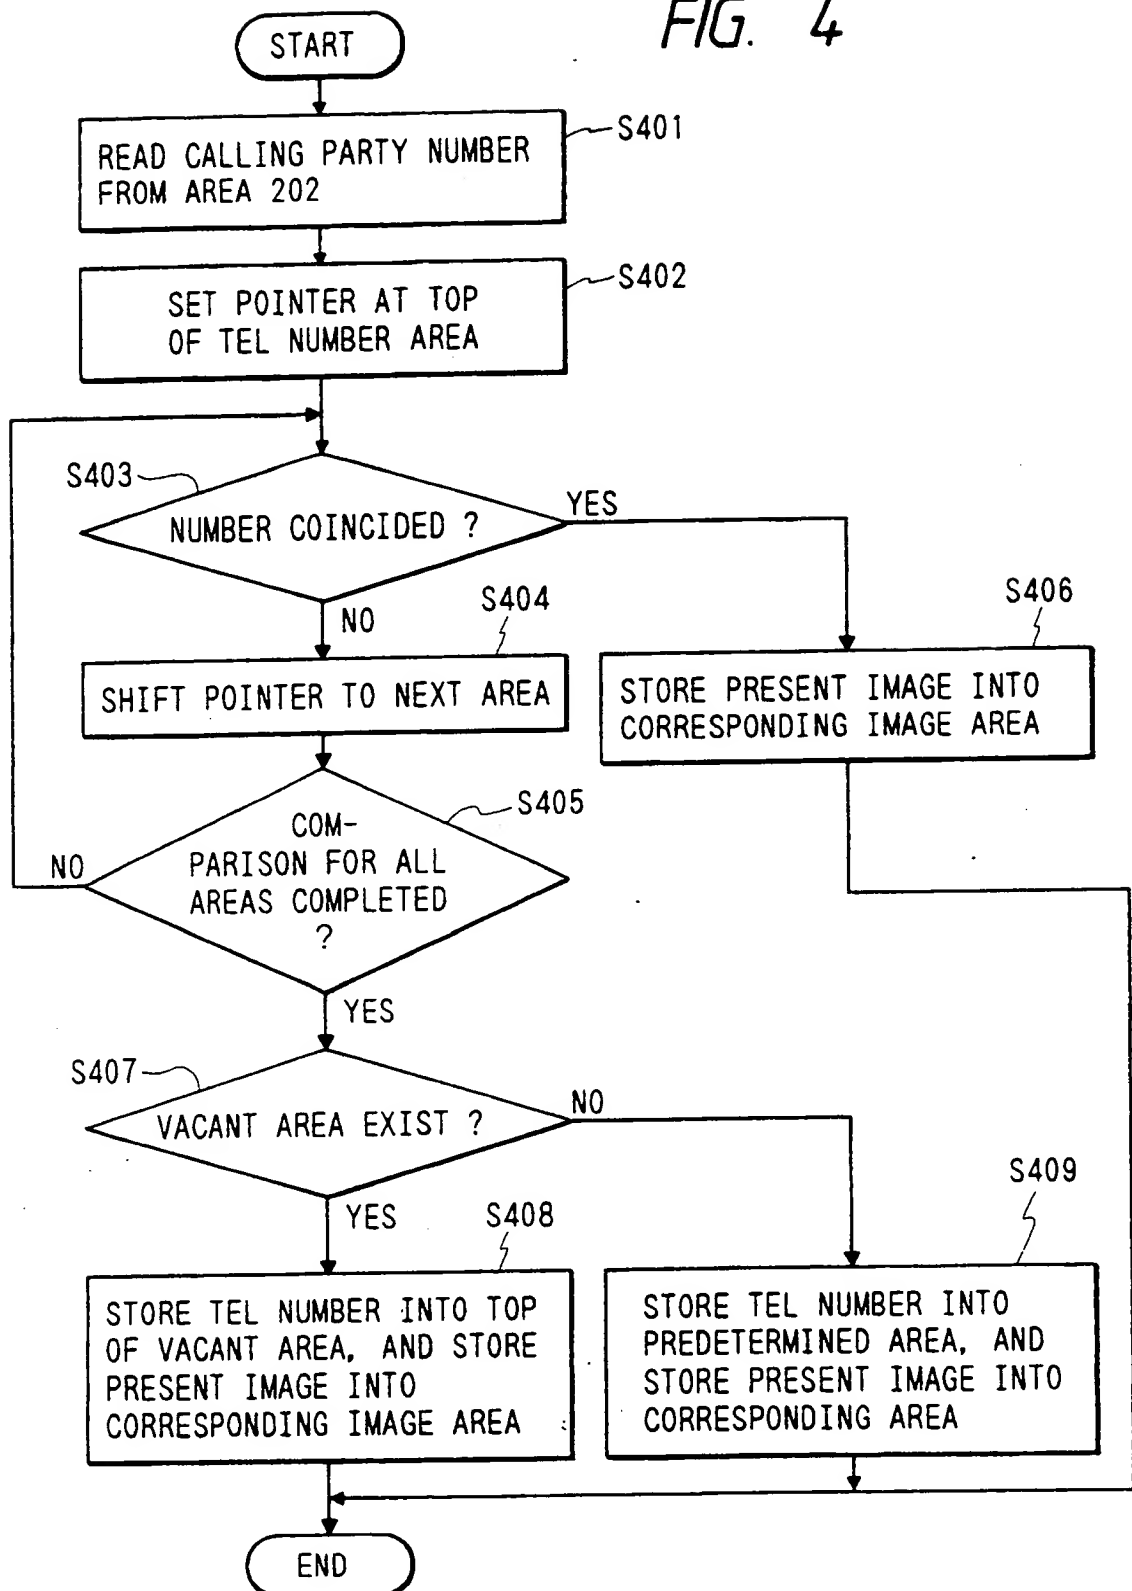 FIG. 4
START
S401
READ CALLING PARTY NUMBER
FROM AREA 202
S402
SET POINTER AT TOP
OF TEL NUMBER AREA
S403
NUMBER COINCIDED ?
YES
NO
S404
SHIFT POINTER TO NEXT AREA
S406
STORE PRESENT IMAGE INTO
CORRESPONDING IMAGE AREA
S405
COM-
PARISON FOR ALL
AREAS COMPLETED
?
NO
YES
S407
VACANT AREA EXIST ?
NO
YES
S408
STORE TEL NUMBER INTO TOP
OF VACANT AREA, AND STORE
PRESENT IMAGE INTO
CORRESPONDING IMAGE AREA
S409
STORE TEL NUMBER INTO
PREDETERMINED AREA, AND
STORE PRESENT IMAGE INTO
CORRESPONDING AREA
END